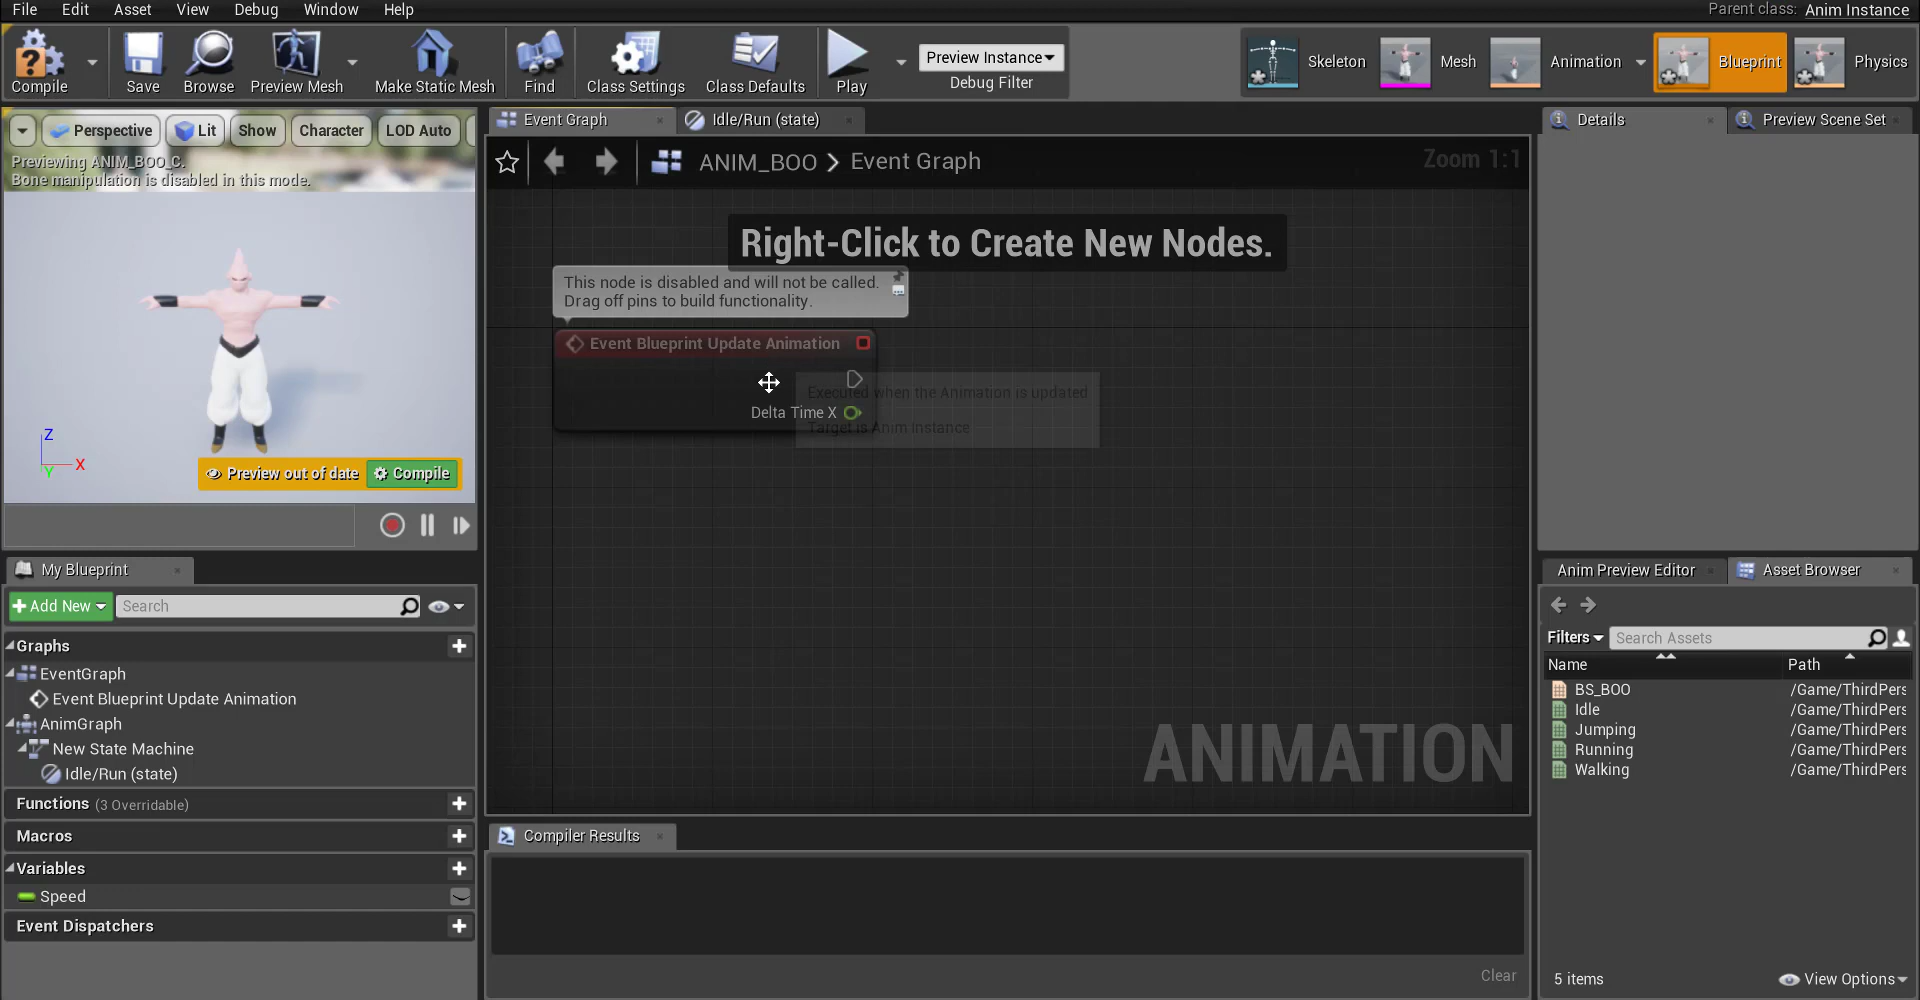 File Edit Asset View Debug Window Help
Parent class: Anim Instance
Compile Save Browse Preview Mesh Make Static Mesh Find Class Settings Class Defaults Play
Preview Instance
Debug Filter
Skeleton Mesh Animation Blueprint Physics
Perspective Lit Show Character LOD Auto
Previewing ANIM_BOO_C.
Bone manipulation is disabled in this mode.
Z
X
Y
Preview out of date Compile
Event Graph Idle/Run (state)
ANIM_BOO > Event Graph
Zoom 1:1
Right-Click to Create New Nodes.
This node is disabled and will not be called.
Drag off pins to build functionality.
Event Blueprint Update Animation
Delta Time X
Executed when the Animation is updated
Target is Anim Instance
ANIMATION
Compiler Results
Clear
My Blueprint
Add New Search
Graphs
EventGraph
Event Blueprint Update Animation
AnimGraph
New State Machine
Idle/Run (state)
Functions (3 Overridable)
Macros
Variables
Speed
Event Dispatchers
Details Preview Scene Set
Anim Preview Editor Asset Browser
Filters Search Assets
Name Path
BS_BOO /Game/ThirdPers
Idle /Game/ThirdPers
Jumping /Game/ThirdPers
Running /Game/ThirdPers
Walking /Game/ThirdPers
5 items View Options